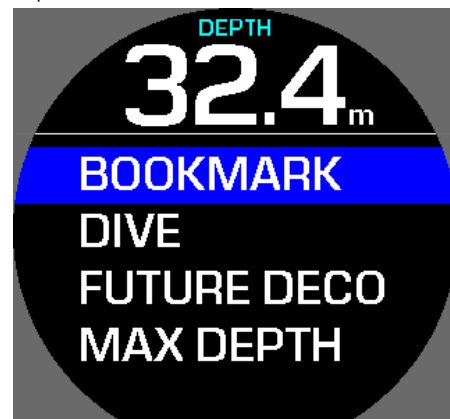 DEPTH
32.4m
BOOKMARK
DIVE
FUTURE DECO
MAX DEPTH